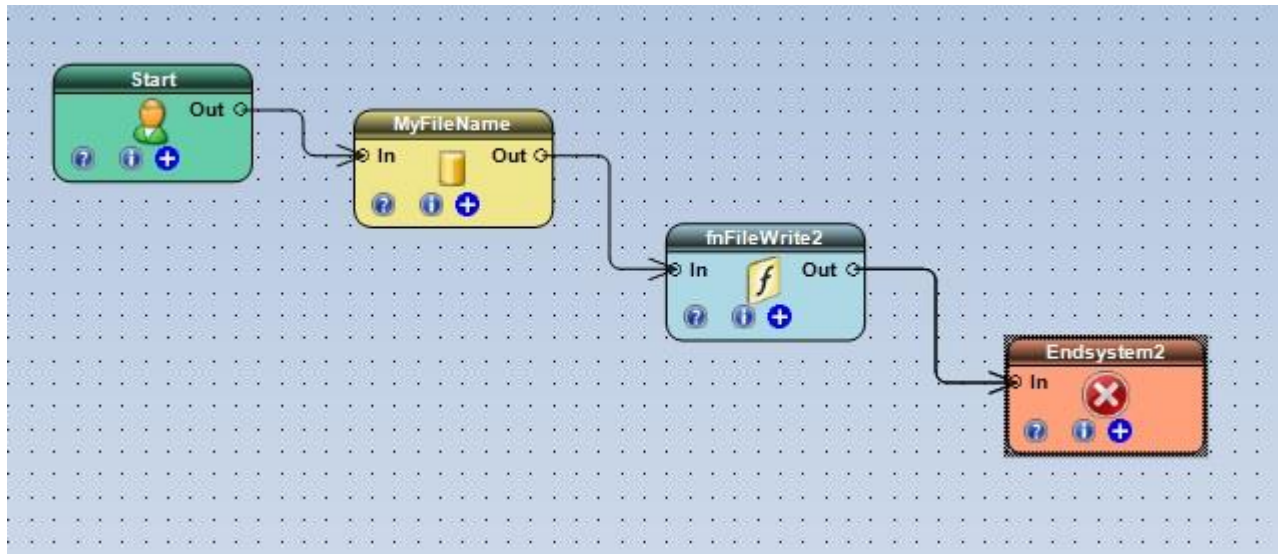 Start
Out
MyFileName
In
Out
fnFileWrite2
In
Out
Endsystem2
In